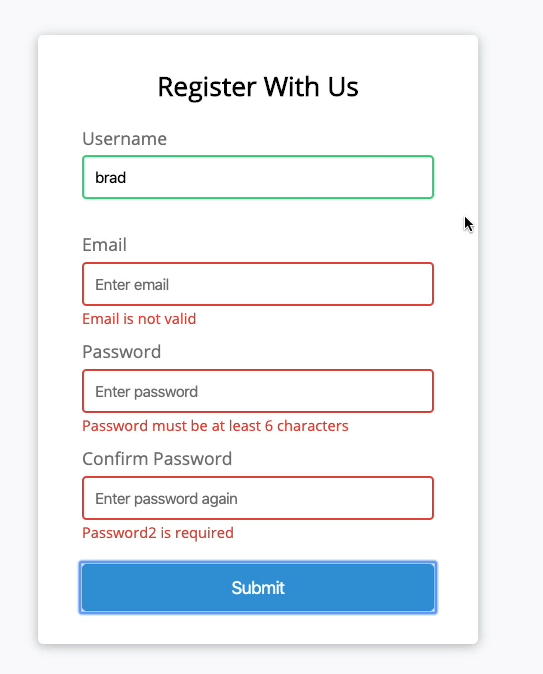 Register With Us
Username
brad
Email
Enter email
Email is not valid
Password
Enter password
Password must be at least 6 characters
Confirm Password
Enter password again
Password2 is required
Submit